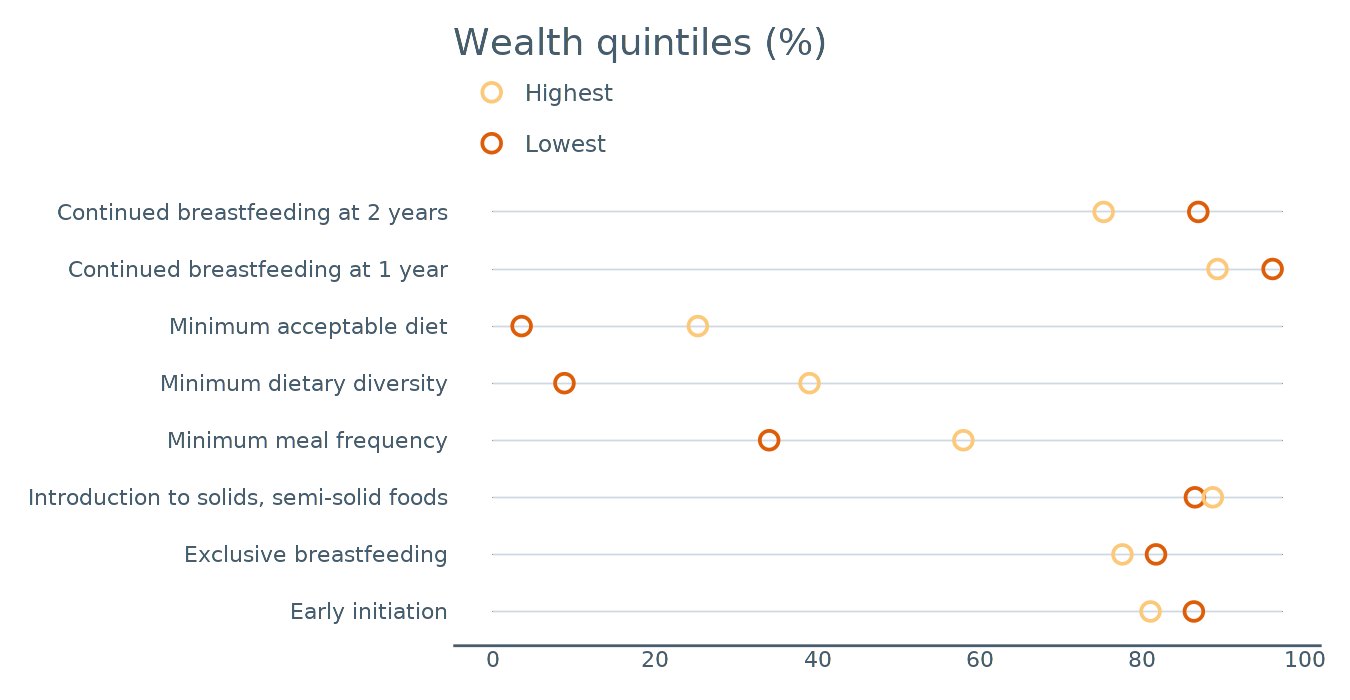 Wealth quintiles (%)
Highest
Lowest
Continued breastfeeding at 2 years
Continued breastfeeding at 1 year
Minimum acceptable diet
Minimum dietary diversity
Minimum meal frequency
Introduction to solids, semi-solid foods
Exclusive breastfeeding
Early initiation
0 20 40 60 80 100